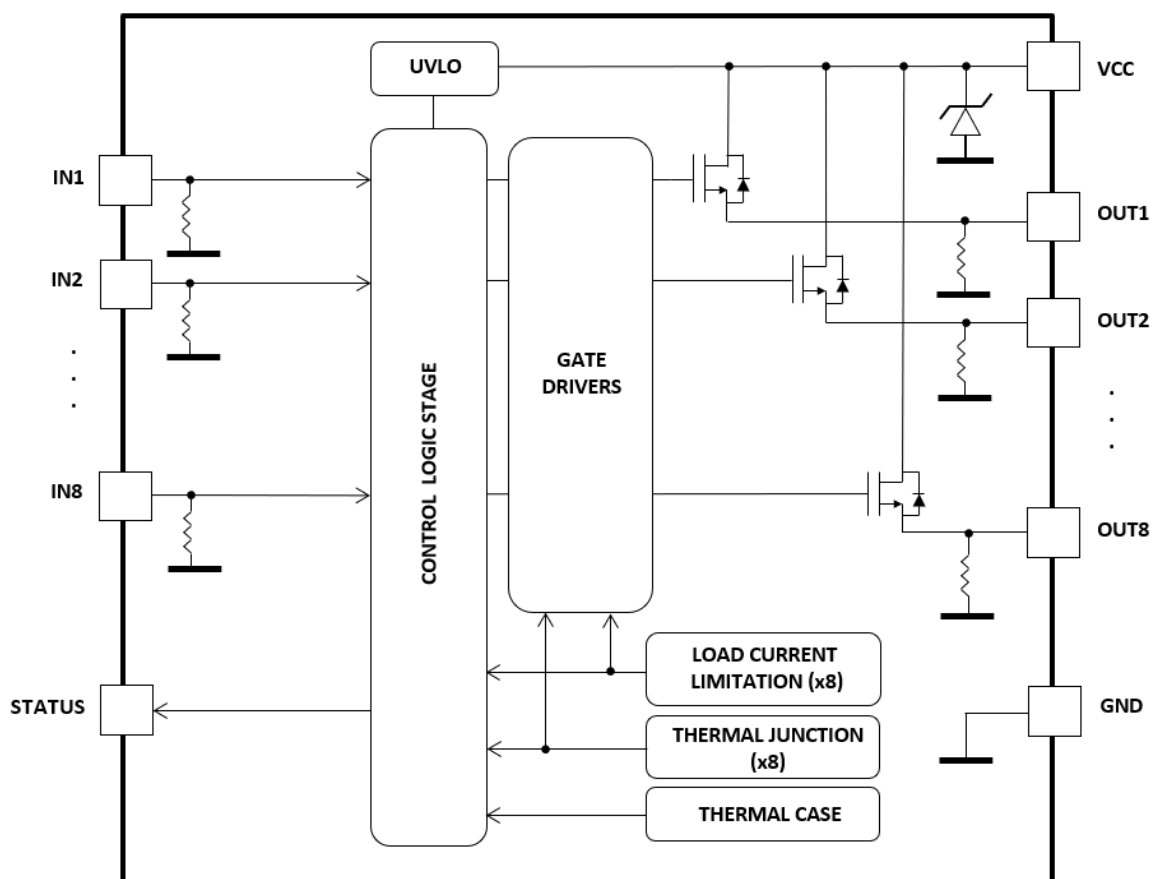 UVLO
VCC
IN1
OUT1
IN2
OUT2
.
.
.
CONTROL LOGIC STAGE
GATE
DRIVERS
.
.
.
IN8
OUT8
LOAD CURRENT
LIMITATION (x8)
STATUS
GND
THERMAL JUNCTION
(x8)
THERMAL CASE